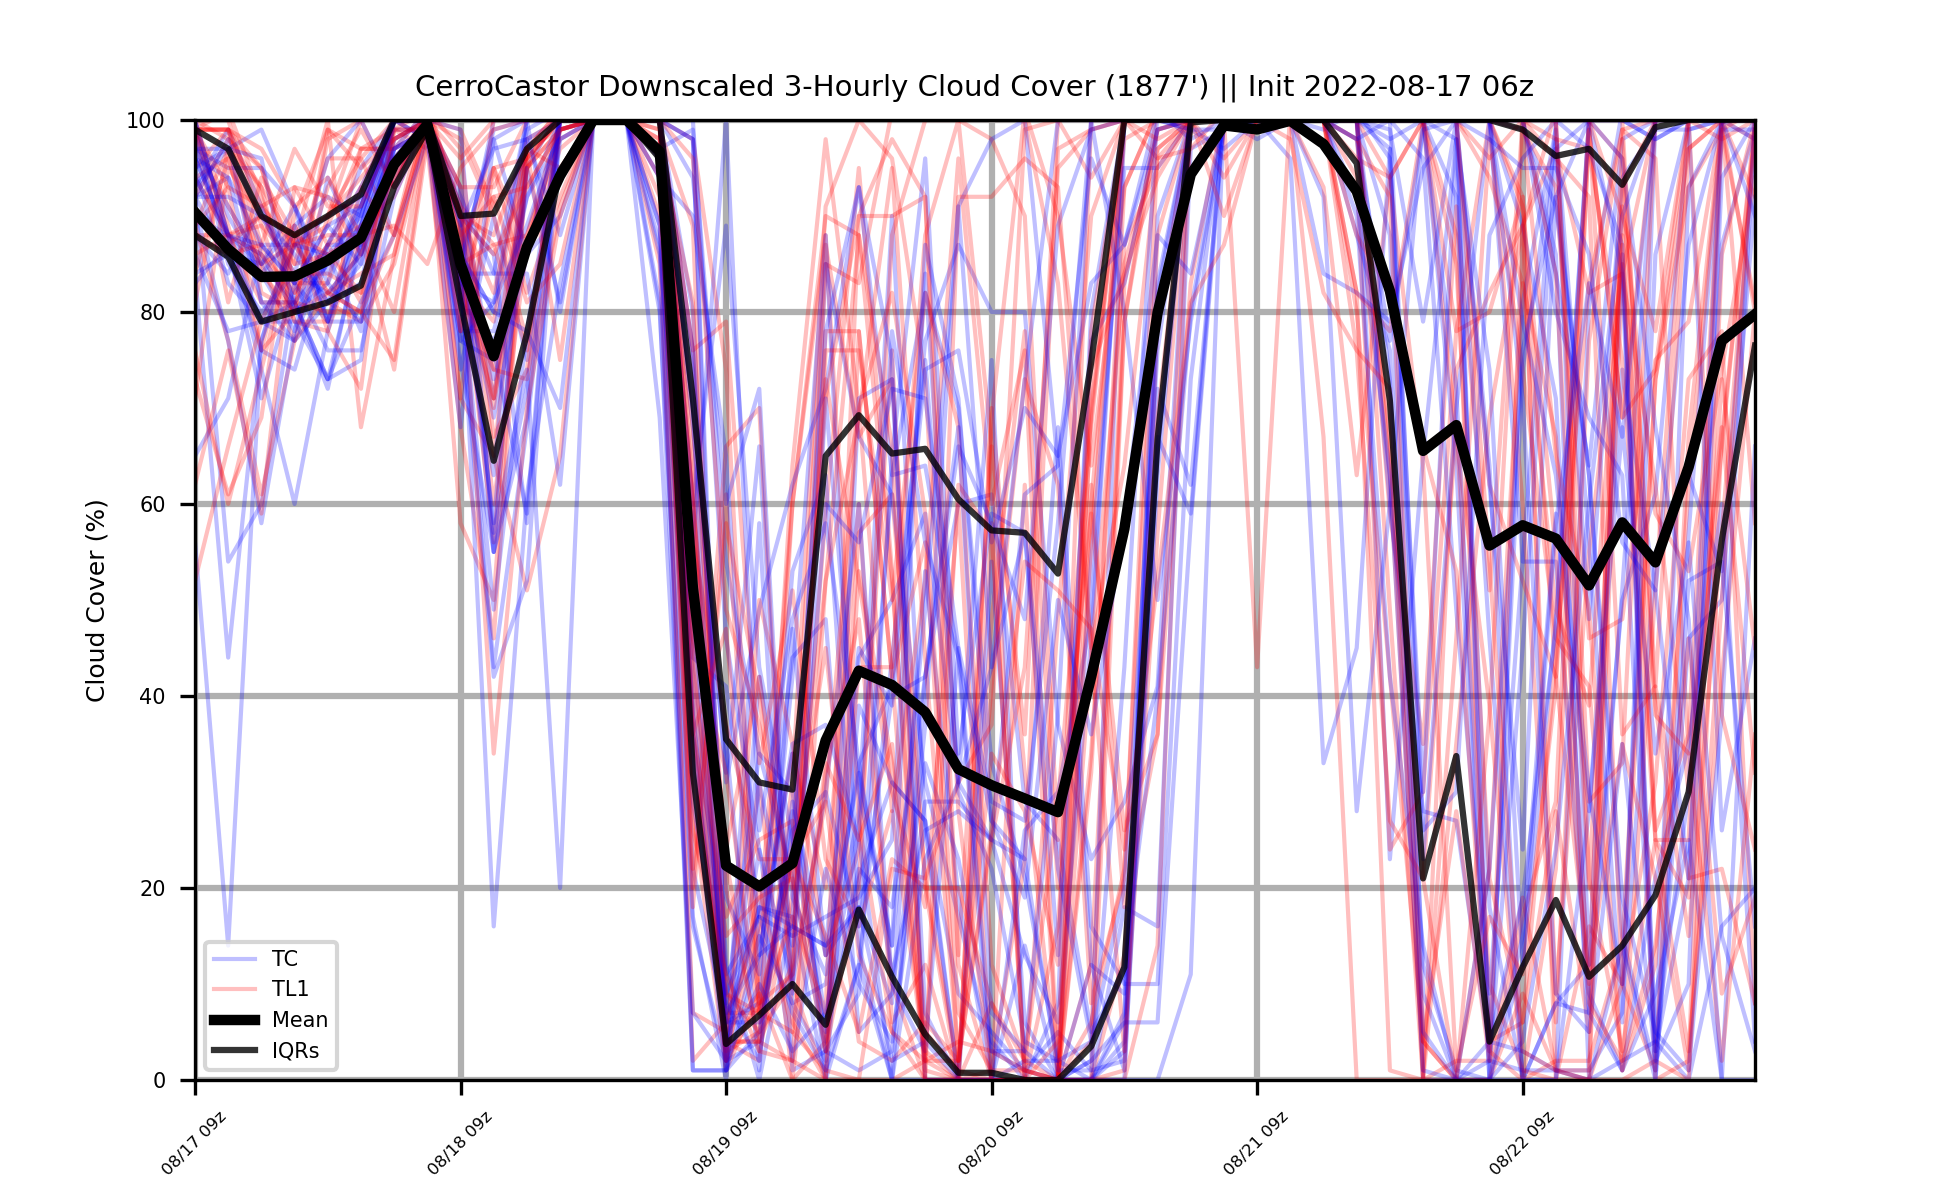 CerroCastor Downscaled 3-Hourly Cloud Cover (1877') || Init 2022-08-17 06z
Cloud Cover (%)
100
80
60
40
20
0
TC
TL1
Mean
IQRs
08/17 09z
08/18 09z
08/19 09z
08/20 09z
08/21 09z
08/22 09z